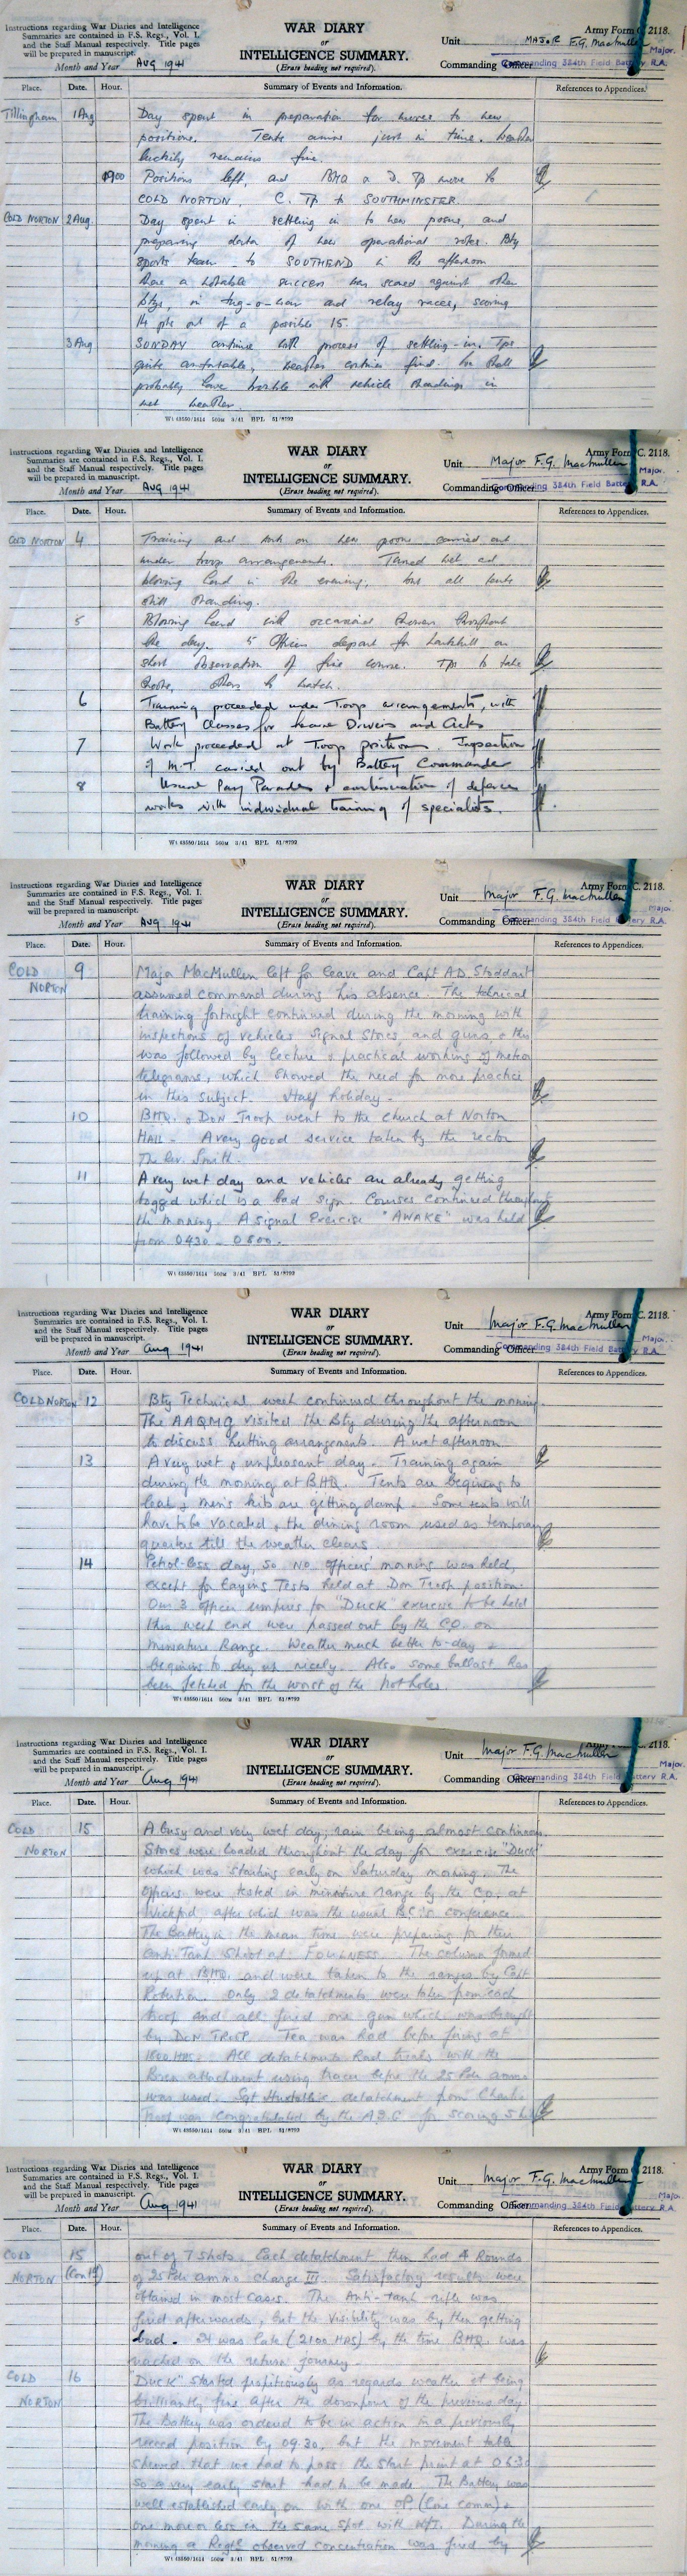 Instructions regarding War Diaries and Intelligence
Summaries are contained in F.S. Regs., Vol. I.
and the Staff Manual respectively. Title pages
will be prepared in manuscript.
Month and Year AUG 1941
WAR DIARY
or
INTELLIGENCE SUMMARY.
(Erase heading not required).
Army Form C. 2118.
Unit MAJOR F.G. MacMullen
Major.
Commanding Officer Commanding 384th Field Battery R.A.
Place. Date. Hour. Summary of Events and Information. References to Appendices.
Tillingham 1 Aug Day spent in preparation for moves to new
positions. Tents arrive just in time. Weather
luckily remains fine.
0900 Positions left, and BHQ & D. Tp move to
COLD NORTON, C. Tp to SOUTHMINSTER.
COLD NORTON 2 Aug. Day spent in settling in to new posns and
preparing data of new operational roles. Bty
sports team to SOUTHEND in the afternoon
where a notable success was scored against other
btys, in tug-o-war and relay races, scoring
14 pts out of a possible 15.
3 Aug SUNDAY continue with process of settling-in. Tps
quite comfortable, weather continues fine. We shall
probably have trouble with vehicle standings in
wet weather.
Wt 43550/1614 500M 3/41 BPL 51/8792
Instructions regarding War Diaries and Intelligence
Summaries are contained in F.S. Regs., Vol. I.
and the Staff Manual respectively. Title pages
will be prepared in manuscript.
Month and Year AUG 1941
WAR DIARY
or
INTELLIGENCE SUMMARY.
(Erase heading not required).
Army Form C. 2118.
Unit Major F.G. MacMullen
Major.
Commanding Officer Commanding 384th Field Battery R.A.
Place. Date. Hour. Summary of Events and Information. References to Appendices.
COLD NORTON 4 Training and work on new posns carried out
under troop arrangements. Turned wet and
blowing hard in the evening, but all tents
still standing.
5 Blowing hard with occasional showers throughout
the day. 5 Officers depart for Larkhill on
short observation of fire course. Tps to take
shoots, others to watch.
6 Training proceeded under Troop arrangements, with
Battery Classes for Learner Drivers and Acks
7 Work proceeded at Troop positions. Inspection
of M.T. carried out by Battery Commander
8 Usual Pay Parades & continuation of defence
works with individual training of specialists.
Wt 43550/1614 500M 3/41 BPL 51/8792
Instructions regarding War Diaries and Intelligence
Summaries are contained in F.S. Regs., Vol. I.
and the Staff Manual respectively. Title pages
will be prepared in manuscript.
Month and Year AUG 1941
WAR DIARY
or
INTELLIGENCE SUMMARY.
(Erase heading not required).
Army Form C. 2118.
Unit Major F.G. MacMullen
Major.
Commanding Officer Commanding 384th Field Battery R.A.
Place. Date. Hour. Summary of Events and Information. References to Appendices.
COLD 9 Major MacMullen left for leave and Capt A.D. Stoddart
NORTON assumed command during his absence. The technical
training fortnight continued during the morning with
inspections of vehicles Signal Stores, and guns, & this
was followed by lecture & practical working of meteor
telegrams, which showed the need for more practice
in this subject. Half holiday -
10 BHQ. & DON Troop went to the church at Norton
HALL - A very good service taken by the rector
The Rev. Smith -
11 A very wet day and vehicles are already getting
bogged which is a bad sign. Courses continued throughout
the morning. A signal Exercise "AWAKE" was held
from 0430 - 0800.
Wt 43550/1614 500M 3/41 BPL 51/8792
Instructions regarding War Diaries and Intelligence
Summaries are contained in F.S. Regs., Vol. I.
and the Staff Manual respectively. Title pages
will be prepared in manuscript.
Month and Year Aug 1941
WAR DIARY
or
INTELLIGENCE SUMMARY.
(Erase heading not required).
Army Form C. 2118.
Unit Major F.G. MacMullen
Major.
Commanding Officer Commanding 384th Field Battery R.A.
Place. Date. Hour. Summary of Events and Information. References to Appendices.
COLD NORTON 12 Bty Technical week continued throughout the morning.
The AAQMG visited the Bty during the afternoon
to discuss hutting arrangements. A wet afternoon.
13 A very wet & unpleasant day - Training again
during the morning at BHQ. Tents are begining to
leak & men's kits are getting damp - Some tents will
have to be vacated, & the dining room used as temporary
quarters till the weather clears.
14 Petrol-less day, so No officers' morning was held,
except for Laying Tests held at Don Troop position.
Our 3 officer umpires for "Duck" exercise to be held
this week end were passed out by the C.O. on
miniature Range. Weather much better to-day &
begining to dry up nicely. Also some ballast has
been fetched for the worst of the pot holes.
Wt 43550/1614 500M 3/41 BPL 51/8792
Instructions regarding War Diaries and Intelligence
Summaries are contained in F.S. Regs., Vol. I.
and the Staff Manual respectively. Title pages
will be prepared in manuscript.
Month and Year Aug 1941
WAR DIARY
or
INTELLIGENCE SUMMARY.
(Erase heading not required).
2118.
Unit Major F.G. MacMullen
Major.
Commanding Officer Commanding 384th Field Battery R.A.
Place. Date. Hour. Summary of Events and Information. References to Appendices.
COLD 15 A busy and very wet day, rain being almost continuous.
NORTON Stores were loaded throughout the day for exercise "Duck"
which was starting early on Saturday morning. The
officers were tested in miniature range by the C.O. at
Wickford after which was the usual B.C.'s conference.
The Battery in the mean time were preparing for their
Anti-Tank Shoot at FOULNESS. The column formed
up at BHQ. and were taken to the ranges by Capt
Only 2 detatchments were taken from each
troop and all fired one gun which was brought
by DON TROOP. Tea was had before firing at
1800 HRS. All detatchments had trials with the
Bren attachment using tracer before the 25 Pdr ammo
was used. Sgt detatchment from Charlie
Troop was congratulated by the for scoring 5 h
Wt 43550/1614 500M 3/41 BPL 51/8792
Instructions regarding War Diaries and Intelligence
Summaries are contained in F.S. Regs., Vol. I.
and the Staff Manual respectively. Title pages
will be prepared in manuscript.
Month and Year Aug 1941
WAR DIARY
or
INTELLIGENCE SUMMARY.
(Erase heading not required).
Army Form C. 2118.
Unit Major F.G. MacMullen
Major.
Commanding Officer Commanding 384th Field Battery R.A.
Place. Date. Hour. Summary of Events and Information. References to Appendices.
COLD 15 out of 7 shots. Each detatchment then had 4 Rounds
NORTON (Contd) of 25 Pdr ammo charge III. Satisfactory results were
obtained in most cases. The Anti-tank rifle was
fired afterwards, but the visibility was by then getting
bad. It was late (2100 HRS) by the time BHQ. was
reached on the return journey -
COLD 16 "DUCK" started propitiously as regards weather it being
NORTON brilliantly fine after the downpour of the previous day
The Battery was ordered to be in action in a previously
recced position by 09.30, but the movement table
showed that we had to pass the start point at 0630
so a very early start had to be made. The Battery was
well established early on with one OP (line comm) &
one more or less in the same spot with R/T. During the
morning a Regtl observed concentration was fired by
Wt 43550/1614 500M 3/41 BPL 51/8792